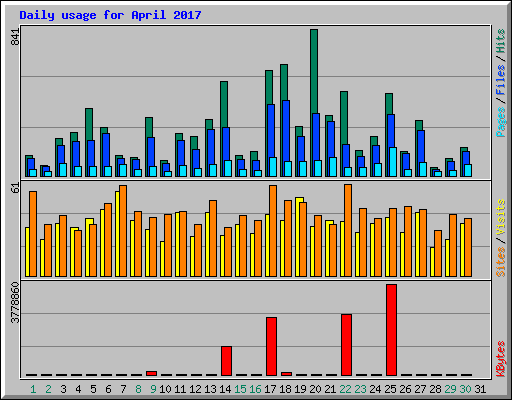 Daily usage for April 2017
841
Pages / Files / Hits
61
Sites / Visits
3778860
KBytes
1 2 3 4 5 6 7 8 9 10 11 12 13 14 15 16 17 18 19 20 21 22 23 24 25 26 27 28 29 30 31